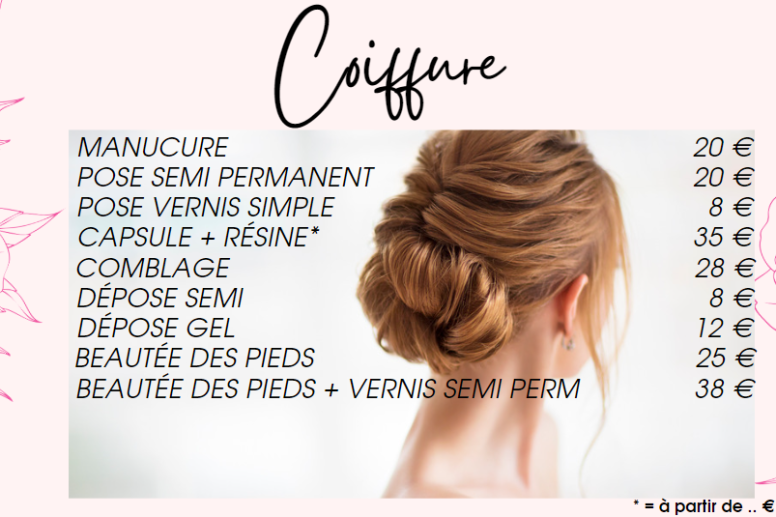 Coiffure
MANUCURE 20 €
POSE SEMI PERMANENT 20 €
POSE VERNIS SIMPLE 8 €
CAPSULE + RÉSINE* 35 €
COMBLAGE 28 €
DÉPOSE SEMI 8 €
DÉPOSE GEL 12 €
BEAUTÉE DES PIEDS 25 €
BEAUTÉE DES PIEDS + VERNIS SEMI PERM 38 €
* = à partir de .. €